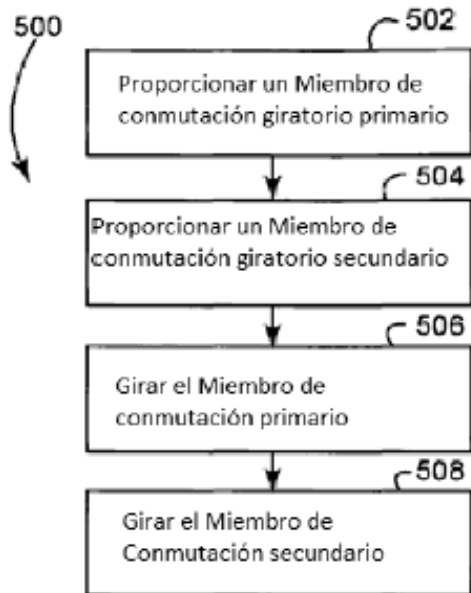 500
502
Proporcionar un Miembro de
conmutación giratorio primario
504
Proporcionar un Miembro de
conmutación giratorio secundario
506
Girar el Miembro de
conmutación primario
508
Girar el Miembro de
Conmutación secundario